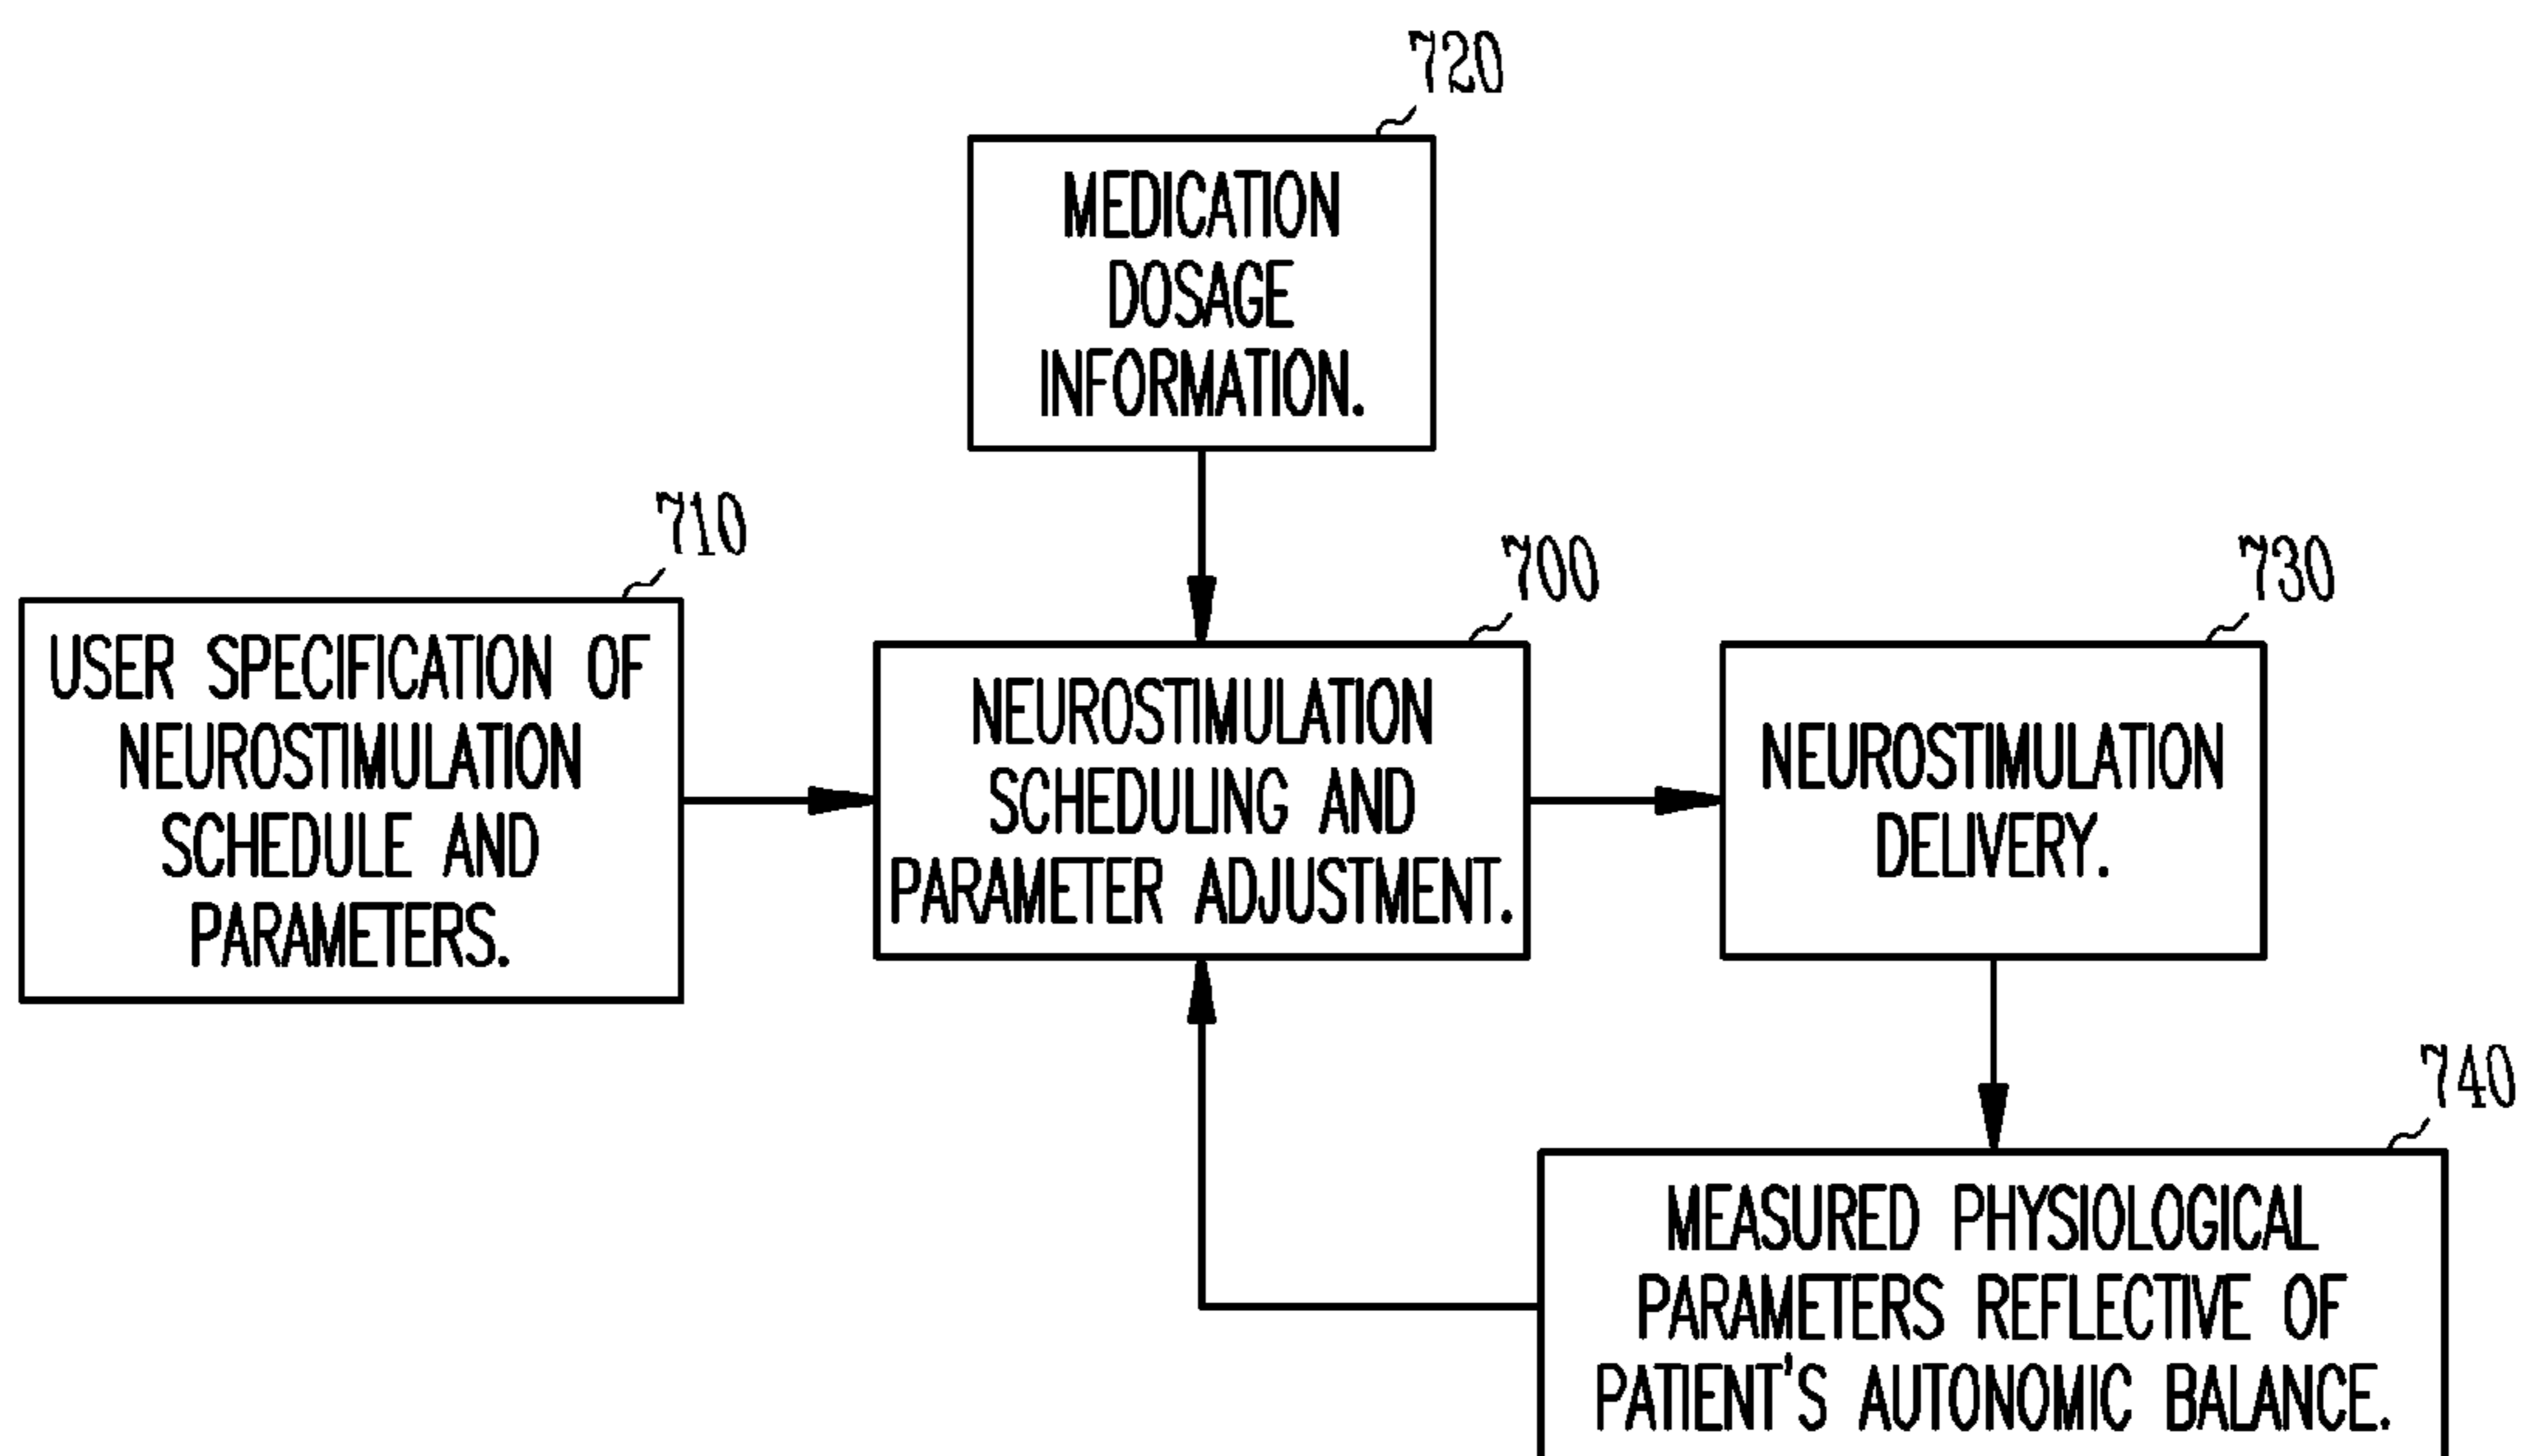 720
MEDICATION
DOSAGE
INFORMATION.
710
USER SPECIFICATION OF
NEUROSTIMULATION
SCHEDULE AND
PARAMETERS.
700
NEUROSTIMULATION
SCHEDULING AND
PARAMETER ADJUSTMENT.
730
NEUROSTIMULATION
DELIVERY.
740
MEASURED PHYSIOLOGICAL
PARAMETERS REFLECTIVE OF
PATIENT'S AUTONOMIC BALANCE.